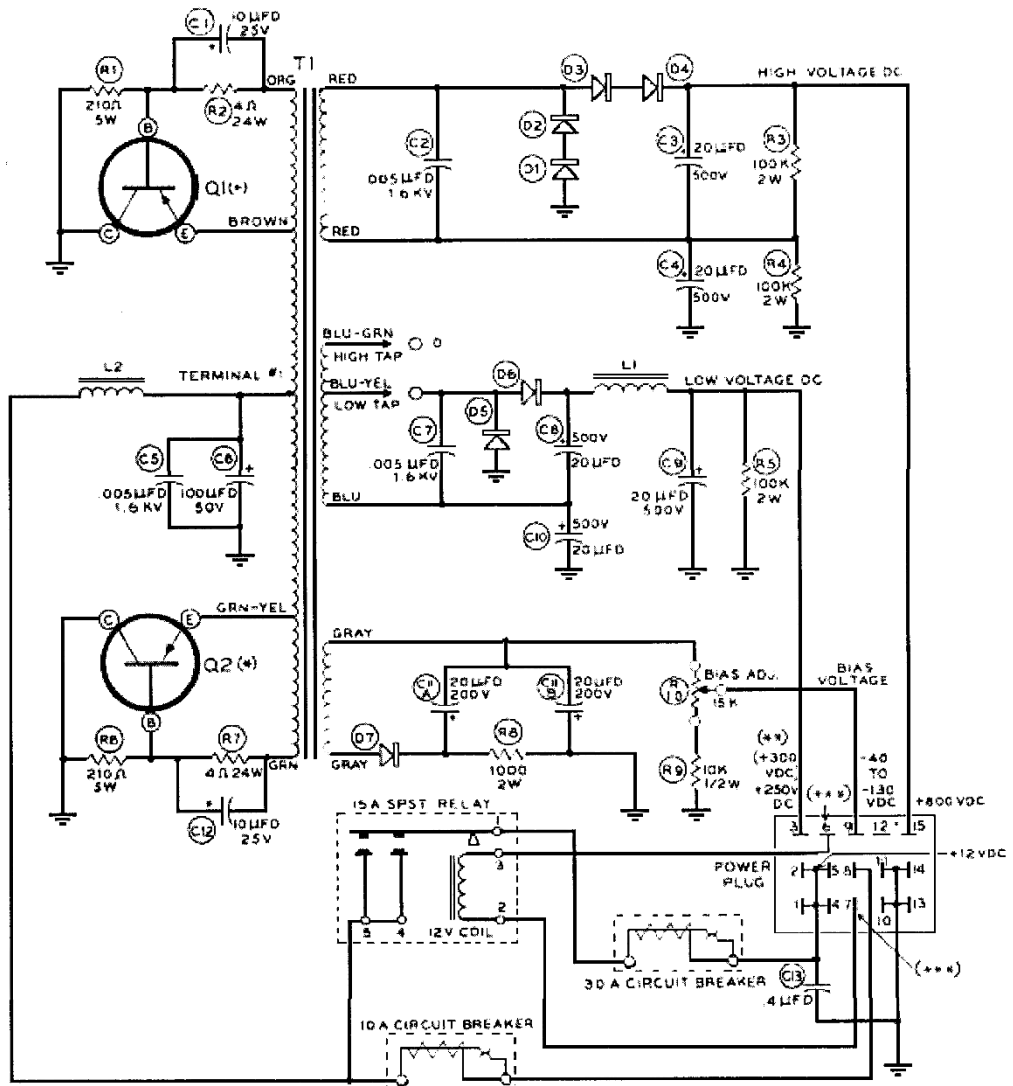 C1
10 µFD
25V
R1
210Ω
5W
R2
4Ω
24W
ORG
T1
RED
B
Q1(*)
C
E
BROWN
C2
.005 µFD
1.6 KV
D3
D4
D2
D1
HIGH VOLTAGE DC
C3
20 µFD
500V
R3
100K
2W
RED
C4
20 µFD
500V
R4
100K
2W
L2
TERMINAL #1
BLU-GRN
HIGH TAP
BLU-YEL
LOW TAP
D6
L1
LOW VOLTAGE DC
D5
C7
.005 µFD
1.6 KV
C8
500V
20 µFD
C9
20 µFD
500V
R5
100K
2W
C5
.005 µFD
1.6 KV
C6
100 µFD
50V
BLU
C10
500V
20 µFD
GRN-YEL
C
E
Q2 (*)
B
R6
210Ω
5W
R7
4Ω 24W
GRN
C12
10 µFD
25V
GRAY
C11 A
20 µFD
200V
C11 B
20 µFD
200V
R10
BIAS ADJ.
15K
BIAS
VOLTAGE
D7
GRAY
R8
1000
2W
R9
10K
1/2W
(**)
(+300
VDC)
+250V
DC
(***)
-40
TO
-130
VDC
+800 VDC
15A SPST RELAY
1
3
2
5
4
12V COIL
POWER
PLUG
3 6 9 12 15
+12 VDC
2 5 8 11 14
1 4 7 10 13
(***)
30 A CIRCUIT BREAKER
C13
.4 µFD
10 A CIRCUIT BREAKER